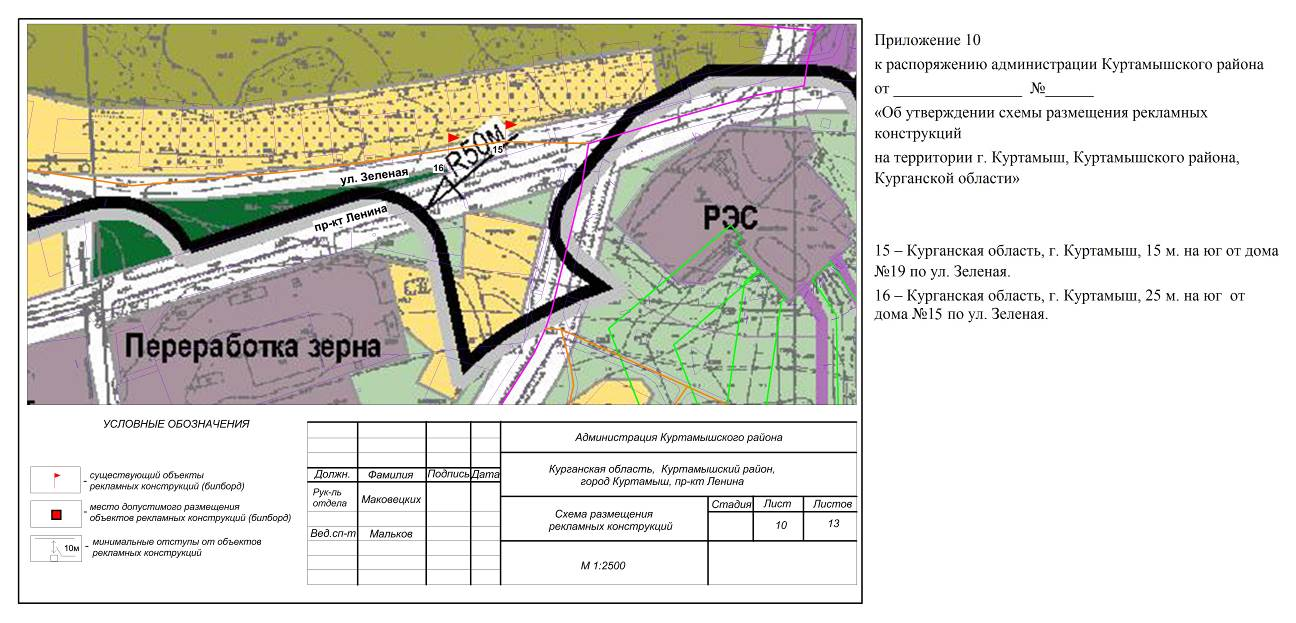 Приложение 10
к распоряжению администрации Куртамышского района
от ________________ №______
«Об утверждении схемы размещения рекламных
конструкций
на территории г. Куртамыш, Куртамышского района,
Курганской области»
15 – Курганская область, г. Куртамыш, 15 м. на юг от дома
№19 по ул. Зеленая.
16 – Курганская область, г. Куртамыш, 25 м. на юг от
дома №15 по ул. Зеленая.
R50М
15
16
ул. Зеленая
пр-кт Ленина
РЭС
Переработка зерна
УСЛОВНЫЕ ОБОЗНАЧЕНИЯ
- существующий объекты
рекламных конструкций (билборд)
- место допустимого размещения
объектов рекламных конструкций (билборд)
10м
- минимальные отступы от объектов
рекламных конструкций
Должн. Фамилия Подпись Дата
Рук-ль
отдела Маковецких
Вед.сп-т Мальков
Администрация Куртамышского района
Курганская область, Куртамышский район,
город Куртамыш, пр-кт Ленина
Схема размещения
рекламных конструкций
Стадия Лист Листов
10 13
М 1:2500